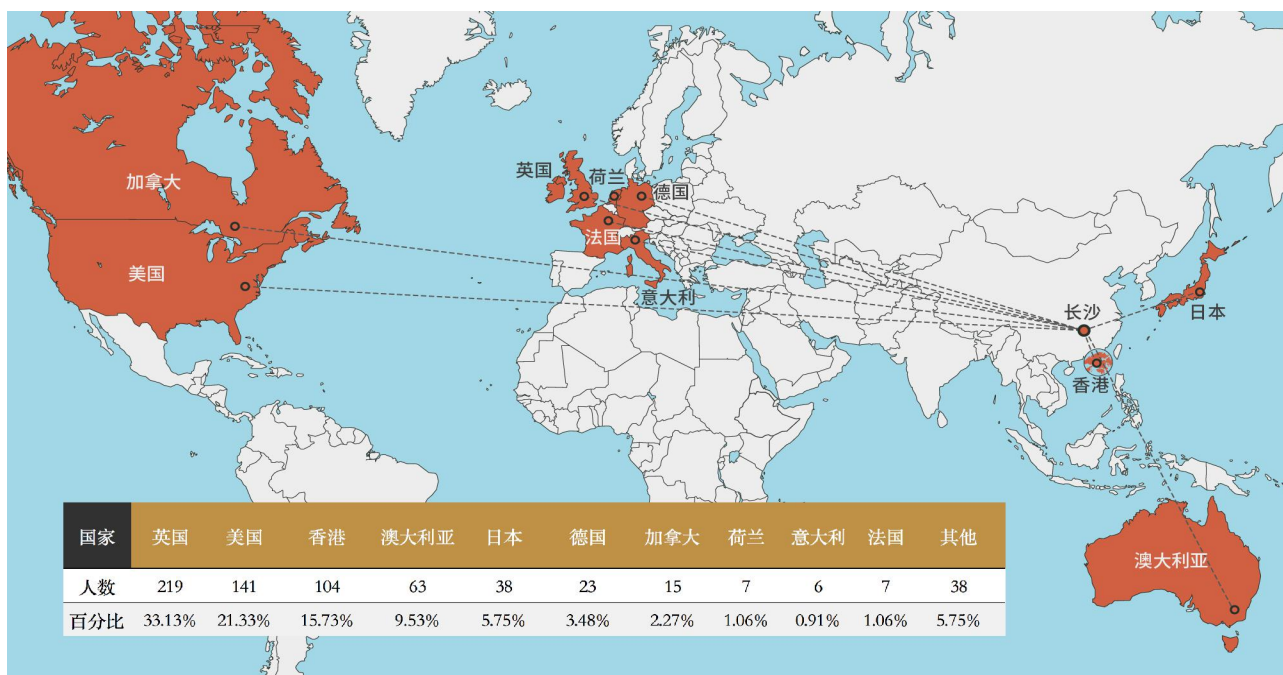 英国
荷兰
德国
加拿大
法国
美国
意大利
长沙
日本
香港
澳大利亚
国家 英国 美国 香港 澳大利亚 日本 德国 加拿大 荷兰 意大利 法国 其他
人数 219 141 104 63 38 23 15 7 6 7 38
百分比 33.13% 21.33% 15.73% 9.53% 5.75% 3.48% 2.27% 1.06% 0.91% 1.06% 5.75%